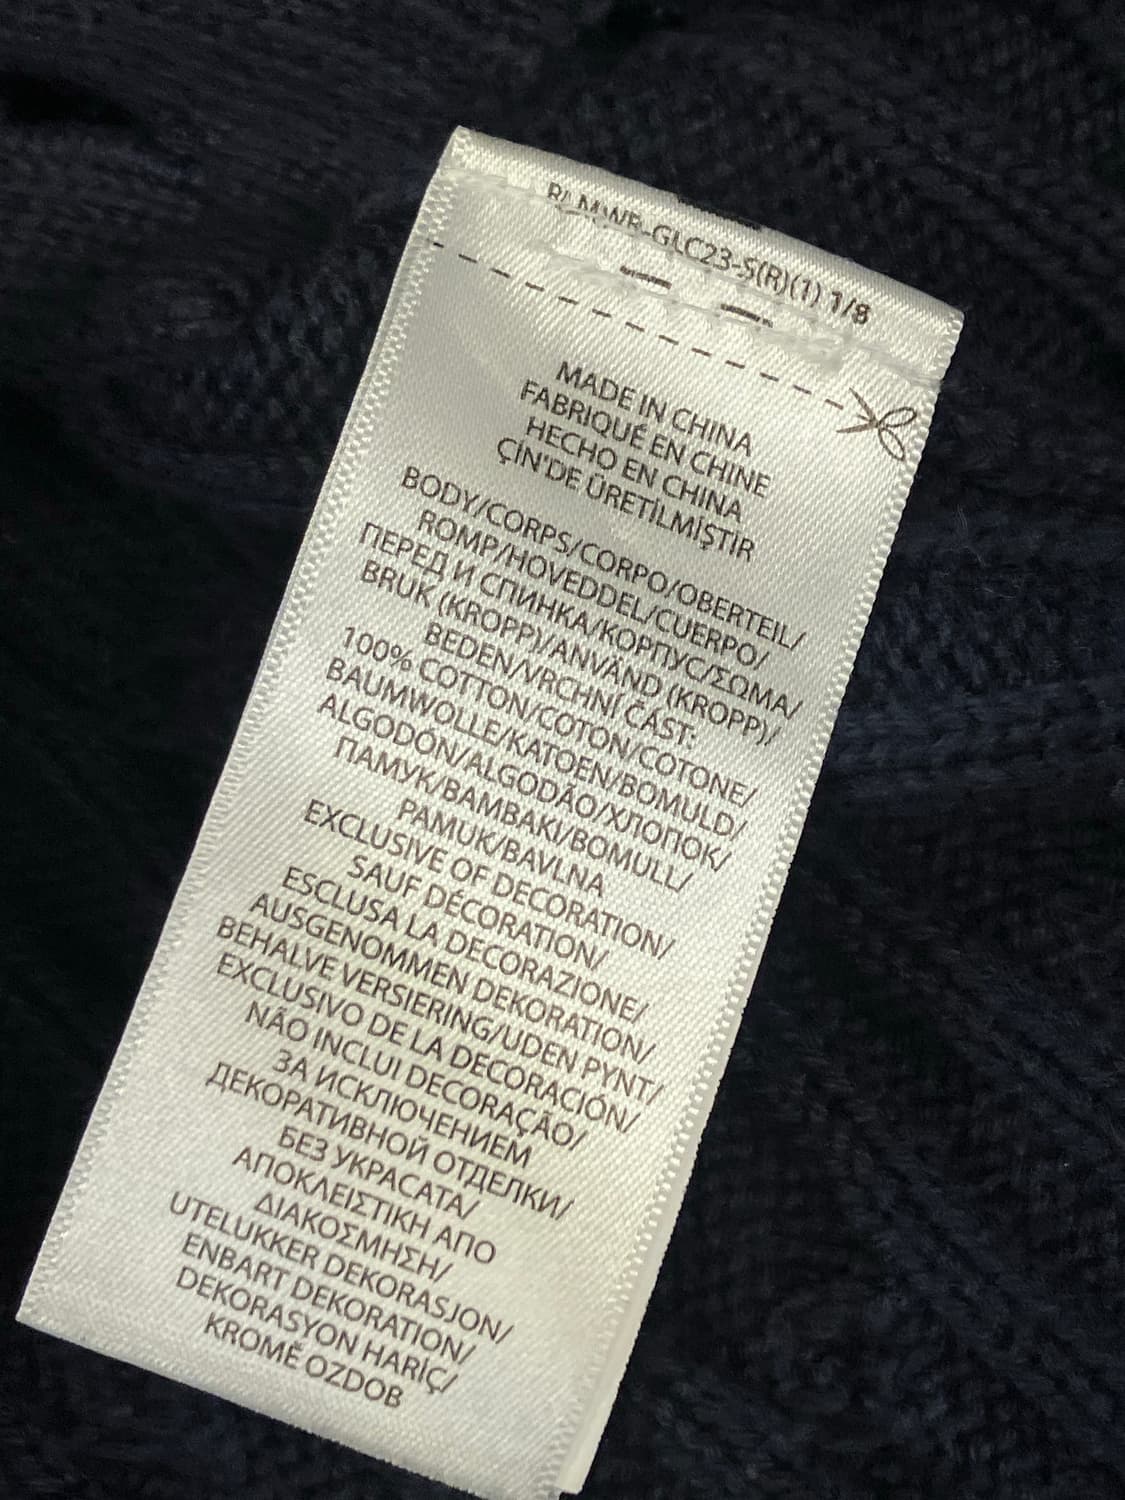 RLMWR-GLC23-S(R)(1) 1/8
MADE IN CHINA
FABRIQUÉ EN CHINE
HECHO EN CHINA
ÇİN'DE ÜRETİLMİŞTİR
BODY/CORPS/CORPO/OBERTEIL/
ROMP/HOVEDDEL/CUERPO/
ПЕРЕД И СПИНКА/КОРПУС/ΣΩΜΑ/
BRUK (KROPP)/ANVÄND (KROPP)/
BEDEN/VRCHNÍ ČÁST:
100% COTTON/COTON/COTONE/
BAUMWOLLE/KATOEN/BOMULD/
ALGODÓN/ALGODÃO/ХЛОПОК/
ПАМУК/ΒΑΜΒΑΚΙ/BOMULL/
PAMUK/BAVLNA
EXCLUSIVE OF DECORATION/
SAUF DÉCORATION/
ESCLUSA LA DECORAZIONE/
AUSGENOMMEN DEKORATION/
BEHALVE VERSIERING/UDEN PYNT/
EXCLUSIVO DE LA DECORACIÓN/
NÃO INCLUI DECORAÇÃO/
ЗА ИСКЛЮЧЕНИЕМ
ДЕКОРАТИВНОЙ ОТДЕЛКИ/
БЕЗ УКРАСАТА/
ΑΠΟΚΛΕΙΣΤΙΚΗ ΑΠΟ
ΔΙΑΚΟΣΜΗΣΗ/
UTELUKKER DEKORASJON/
ENBART DEKORATION/
DEKORASYON HARİÇ/
KROMĚ OZDOB